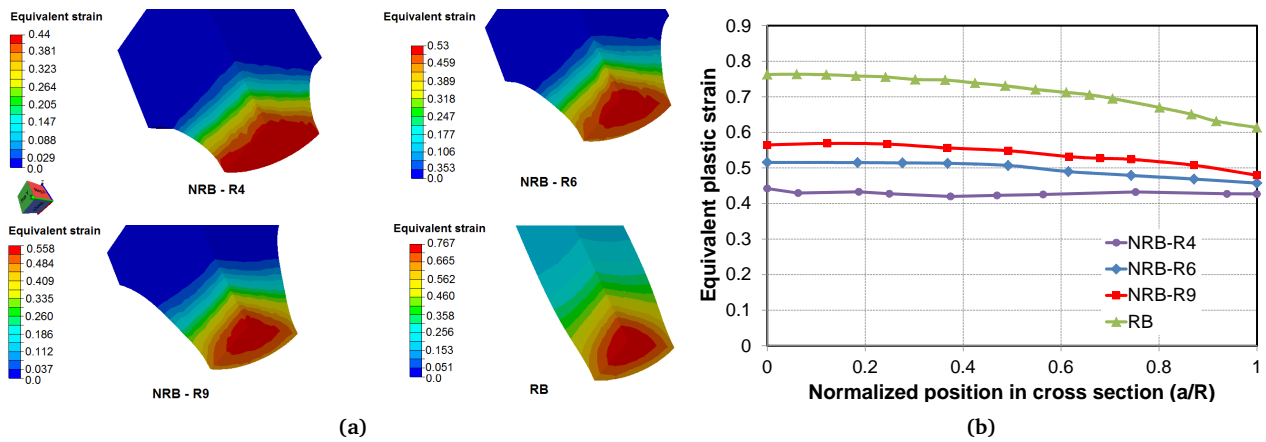 (a)
Equivalent strain
0.44
0.381
0.323
0.264
0.205
0.147
0.088
0.029
0.0
NRB - R4
Equivalent strain
0.53
0.459
0.389
0.318
0.247
0.177
0.106
0.353
0.0
NRB - R6
Equivalent strain
0.558
0.484
0.409
0.335
0.260
0.186
0.112
0.037
0.0
NRB - R9
Equivalent strain
0.767
0.665
0.562
0.460
0.358
0.256
0.153
0.051
0.0
RB
(b)
Equivalent plastic strain
0.9
0.8
0.7
0.6
0.5
0.4
0.3
0.2
0.1
0
NRB-R4
NRB-R6
NRB-R9
RB
0 0.2 0.4 0.6 0.8 1
Normalized position in cross section (a/R)